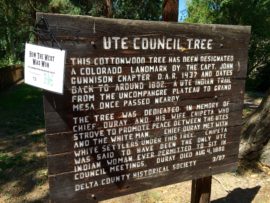 UTE COUNCIL TREE
THIS COTTONWOOD TREE HAS BEEN DESIGNATED
A COLORADO LANDMARK BY THE CAPT. JOHN
GUNNISON CHAPTER D.A.R. 1937 AND DATES
BACK TO AROUND 1802. A UTE INDIAN TRAIL
FROM THE UNCOMPAHGRE PLATEAU TO GRAND
MESA ONCE PASSED NEARBY.
THE TREE WAS DEDICATED IN MEMORY OF
CHIEF OURAY, AND HIS WIFE CHIPETA WHO
STROVE TO PROMOTE PEACE BETWEEN THE UTES
AND THE WHITE MAN. CHIEF OURAY MET WITH
WHITE SETTLERS UNDER THIS TREE. CHIPETA
WAS SAID TO HAVE BEEN THE ONLY
INDIAN WOMAN EVER PERMITTED TO SIT IN
COUNCIL MEETINGS. OURAY DIED AUG. 1880
DELTA COUNTY HISTORICAL SOCIETY
HOW THE WEST
WAS WON